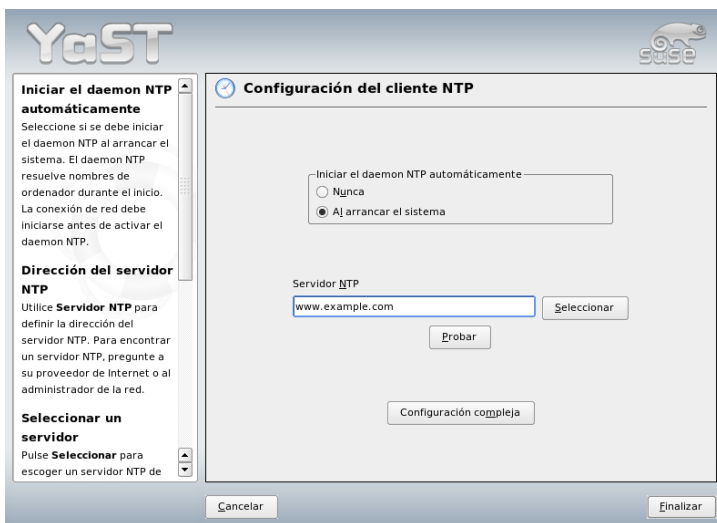 YaST
SUSE
Iniciar el daemon NTP
automáticamente
Seleccione si se debe iniciar
el daemon NTP al arrancar el
sistema. El daemon NTP
resuelve nombres de
ordenador durante el inicio.
La conexión de red debe
iniciarse antes de activar el
daemon NTP.
Dirección del servidor
NTP
Utilice Servidor NTP para
definir la dirección del
servidor NTP. Para encontrar
un servidor NTP, pregunte a
su proveedor de Internet o al
administrador de la red.
Seleccionar un
servidor
Pulse Seleccionar para
escoger un servidor NTP de
Configuración del cliente NTP
Iniciar el daemon NTP automáticamente
Nunca
Al arrancar el sistema
Servidor NTP
www.example.com
Seleccionar
Probar
Configuración compleja
Cancelar
Finalizar